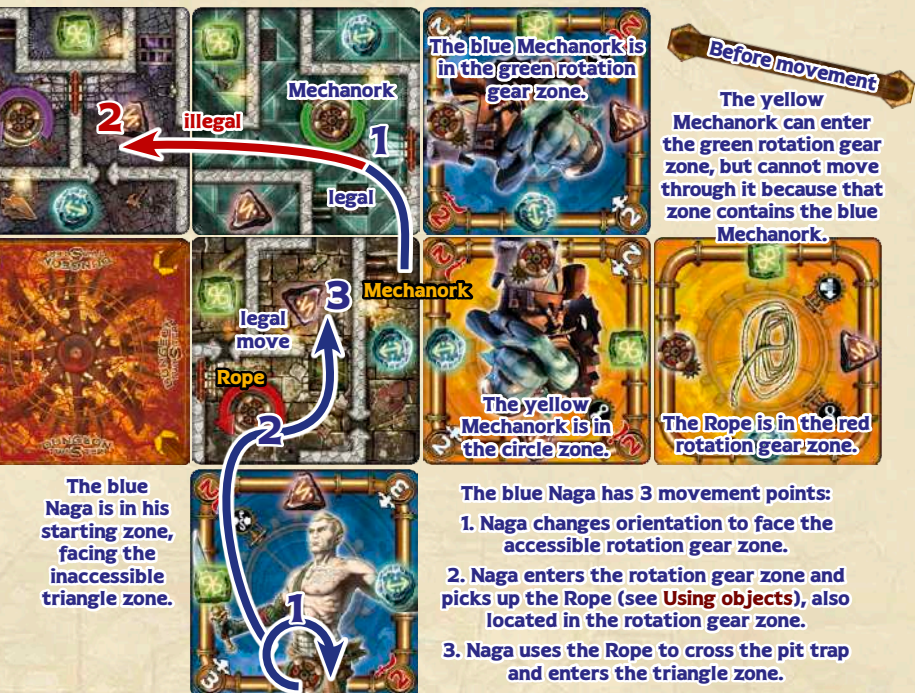 The blue Mechanork is
in the green rotation
gear zone.
Before movement
Mechanork
2
illegal
1
legal
The yellow
Mechanork can enter
the green rotation gear
zone, but cannot move
through it because that
zone contains the blue
Mechanork.
3
Mechanork
legal
move
Rope
2
The yellow
Mechanork is in
the circle zone.
The Rope is in the red
rotation gear zone.
DUNGEON
TWISTER
The blue
Naga is in his
starting zone,
facing the
inaccessible
triangle zone.
1
3
2
The blue Naga has 3 movement points:
1. Naga changes orientation to face the
accessible rotation gear zone.
2. Naga enters the rotation gear zone and
picks up the Rope (see Using objects), also
located in the rotation gear zone.
3. Naga uses the Rope to cross the pit trap
and enters the triangle zone.